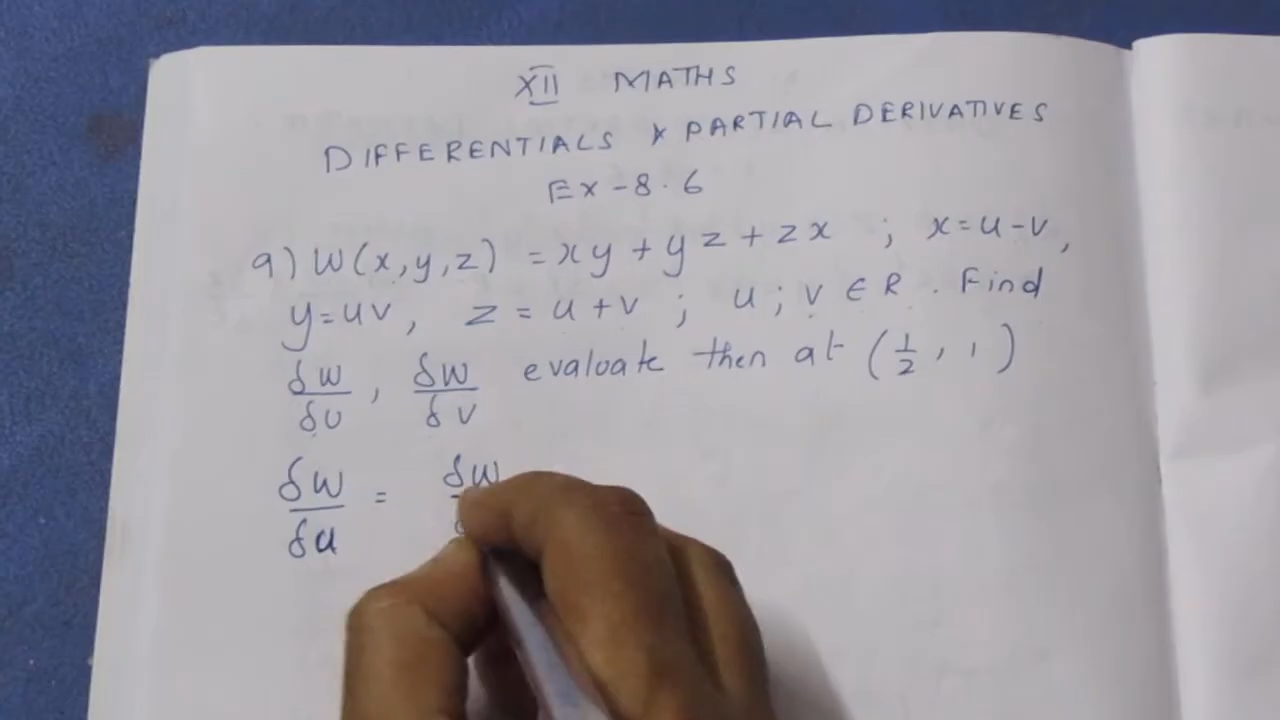 XII MATHS
DIFFERENTIALS & PARTIAL DERIVATIVES
Ex - 8.6
9) W(x,y,z) = xy + yz + zx ; x = u - v,
y = uv, z = u + v ; u ; v ∈ R . Find
δW/δu , δW/δv evaluate then at (1/2, 1)
δW/δu = δW